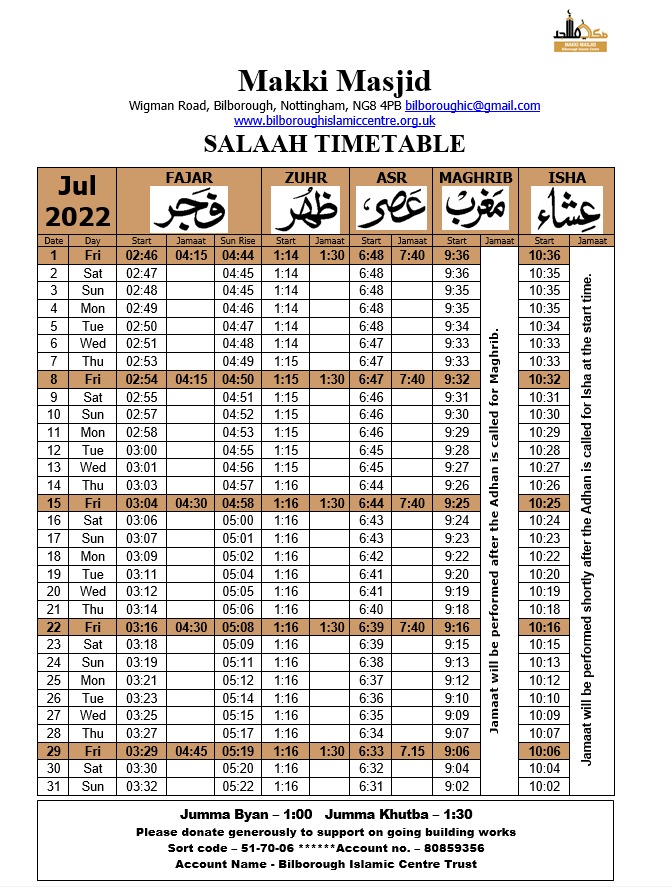 مكي مسجد
MAKKI MASJID
Bilborough Islamic Centre
Makki Masjid
Wigman Road, Bilborough, Nottingham, NG8 4PB bilboroughic@gmail.com
www.bilboroughislamiccentre.org.uk
SALAAH TIMETABLE
Jul 2022 FAJAR ZUHR ASR MAGHRIB ISHA
فَجَر ظُهُر عَصَر مَغرِبْ عِشاء
Date Day Start Jamaat Sun Rise Start Jamaat Start Jamaat Start Jamaat Start Jamaat
1 Fri 02:46 04:15 04:44 1:14 1:30 6:48 7:40 9:36 10:36
2 Sat 02:47 04:45 1:14 6:48 9:36 10:35
3 Sun 02:48 04:45 1:14 6:48 9:35 10:35
4 Mon 02:49 04:46 1:14 6:48 9:35 10:35
5 Tue 02:50 04:47 1:14 6:48 9:34 10:34
6 Wed 02:51 04:48 1:14 6:47 9:33 10:33
7 Thu 02:53 04:49 1:15 6:47 9:33 10:33
8 Fri 02:54 04:15 04:50 1:15 1:30 6:47 7:40 9:32 10:32
9 Sat 02:55 04:51 1:15 6:46 9:31 10:31
10 Sun 02:57 04:52 1:15 6:46 9:30 10:30
11 Mon 02:58 04:53 1:15 6:46 9:29 10:29
12 Tue 03:00 04:55 1:15 6:45 9:28 10:28
13 Wed 03:01 04:56 1:15 6:45 9:27 10:27
14 Thu 03:03 04:57 1:16 6:44 9:26 10:26
15 Fri 03:04 04:30 04:58 1:16 1:30 6:44 7:40 9:25 10:25
16 Sat 03:06 05:00 1:16 6:43 9:24 10:24
17 Sun 03:07 05:01 1:16 6:43 9:23 10:23
18 Mon 03:09 05:02 1:16 6:42 9:22 10:22
19 Tue 03:11 05:04 1:16 6:41 9:20 10:20
20 Wed 03:12 05:05 1:16 6:41 9:19 10:19
21 Thu 03:14 05:06 1:16 6:40 9:18 10:18
22 Fri 03:16 04:30 05:08 1:16 1:30 6:39 7:40 9:16 10:16
23 Sat 03:18 05:09 1:16 6:39 9:15 10:15
24 Sun 03:19 05:11 1:16 6:38 9:13 10:13
25 Mon 03:21 05:12 1:16 6:37 9:12 10:12
26 Tue 03:23 05:14 1:16 6:36 9:10 10:10
27 Wed 03:25 05:15 1:16 6:35 9:09 10:09
28 Thu 03:27 05:17 1:16 6:34 9:07 10:07
29 Fri 03:29 04:45 05:19 1:16 1:30 6:33 7.15 9:06 10:06
30 Sat 03:30 05:20 1:16 6:32 9:04 10:04
31 Sun 03:32 05:22 1:16 6:31 9:02 10:02
Jamaat will be performed after the Adhan is called for Maghrib.
Jamaat will be performed shortly after the Adhan is called for Isha at the start time.
Jumma Byan – 1:00 Jumma Khutba – 1:30
Please donate generously to support on going building works
Sort code – 51-70-06 ******Account no. – 80859356
Account Name - Bilborough Islamic Centre Trust